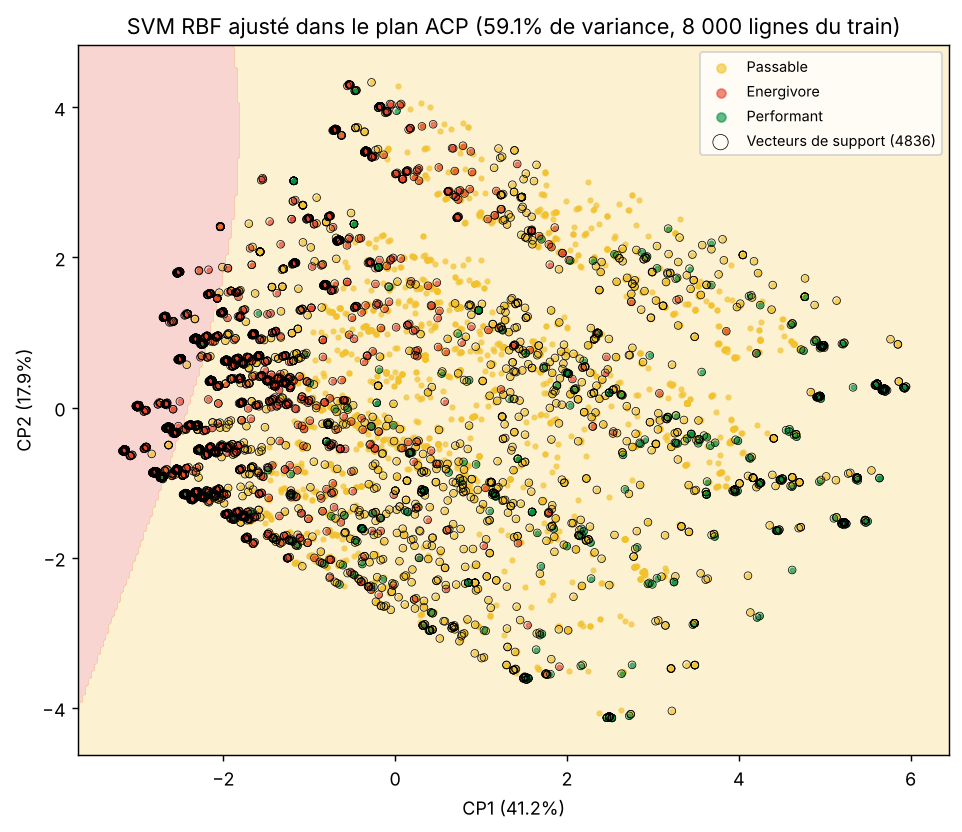 SVM RBF ajusté dans le plan ACP (59.1% de variance, 8 000 lignes du train)
Passable
Energivore
Performant
Vecteurs de support (4836)
4
2
0
−2
−4
CP2 (17.9%)
−2
0
2
4
6
CP1 (41.2%)